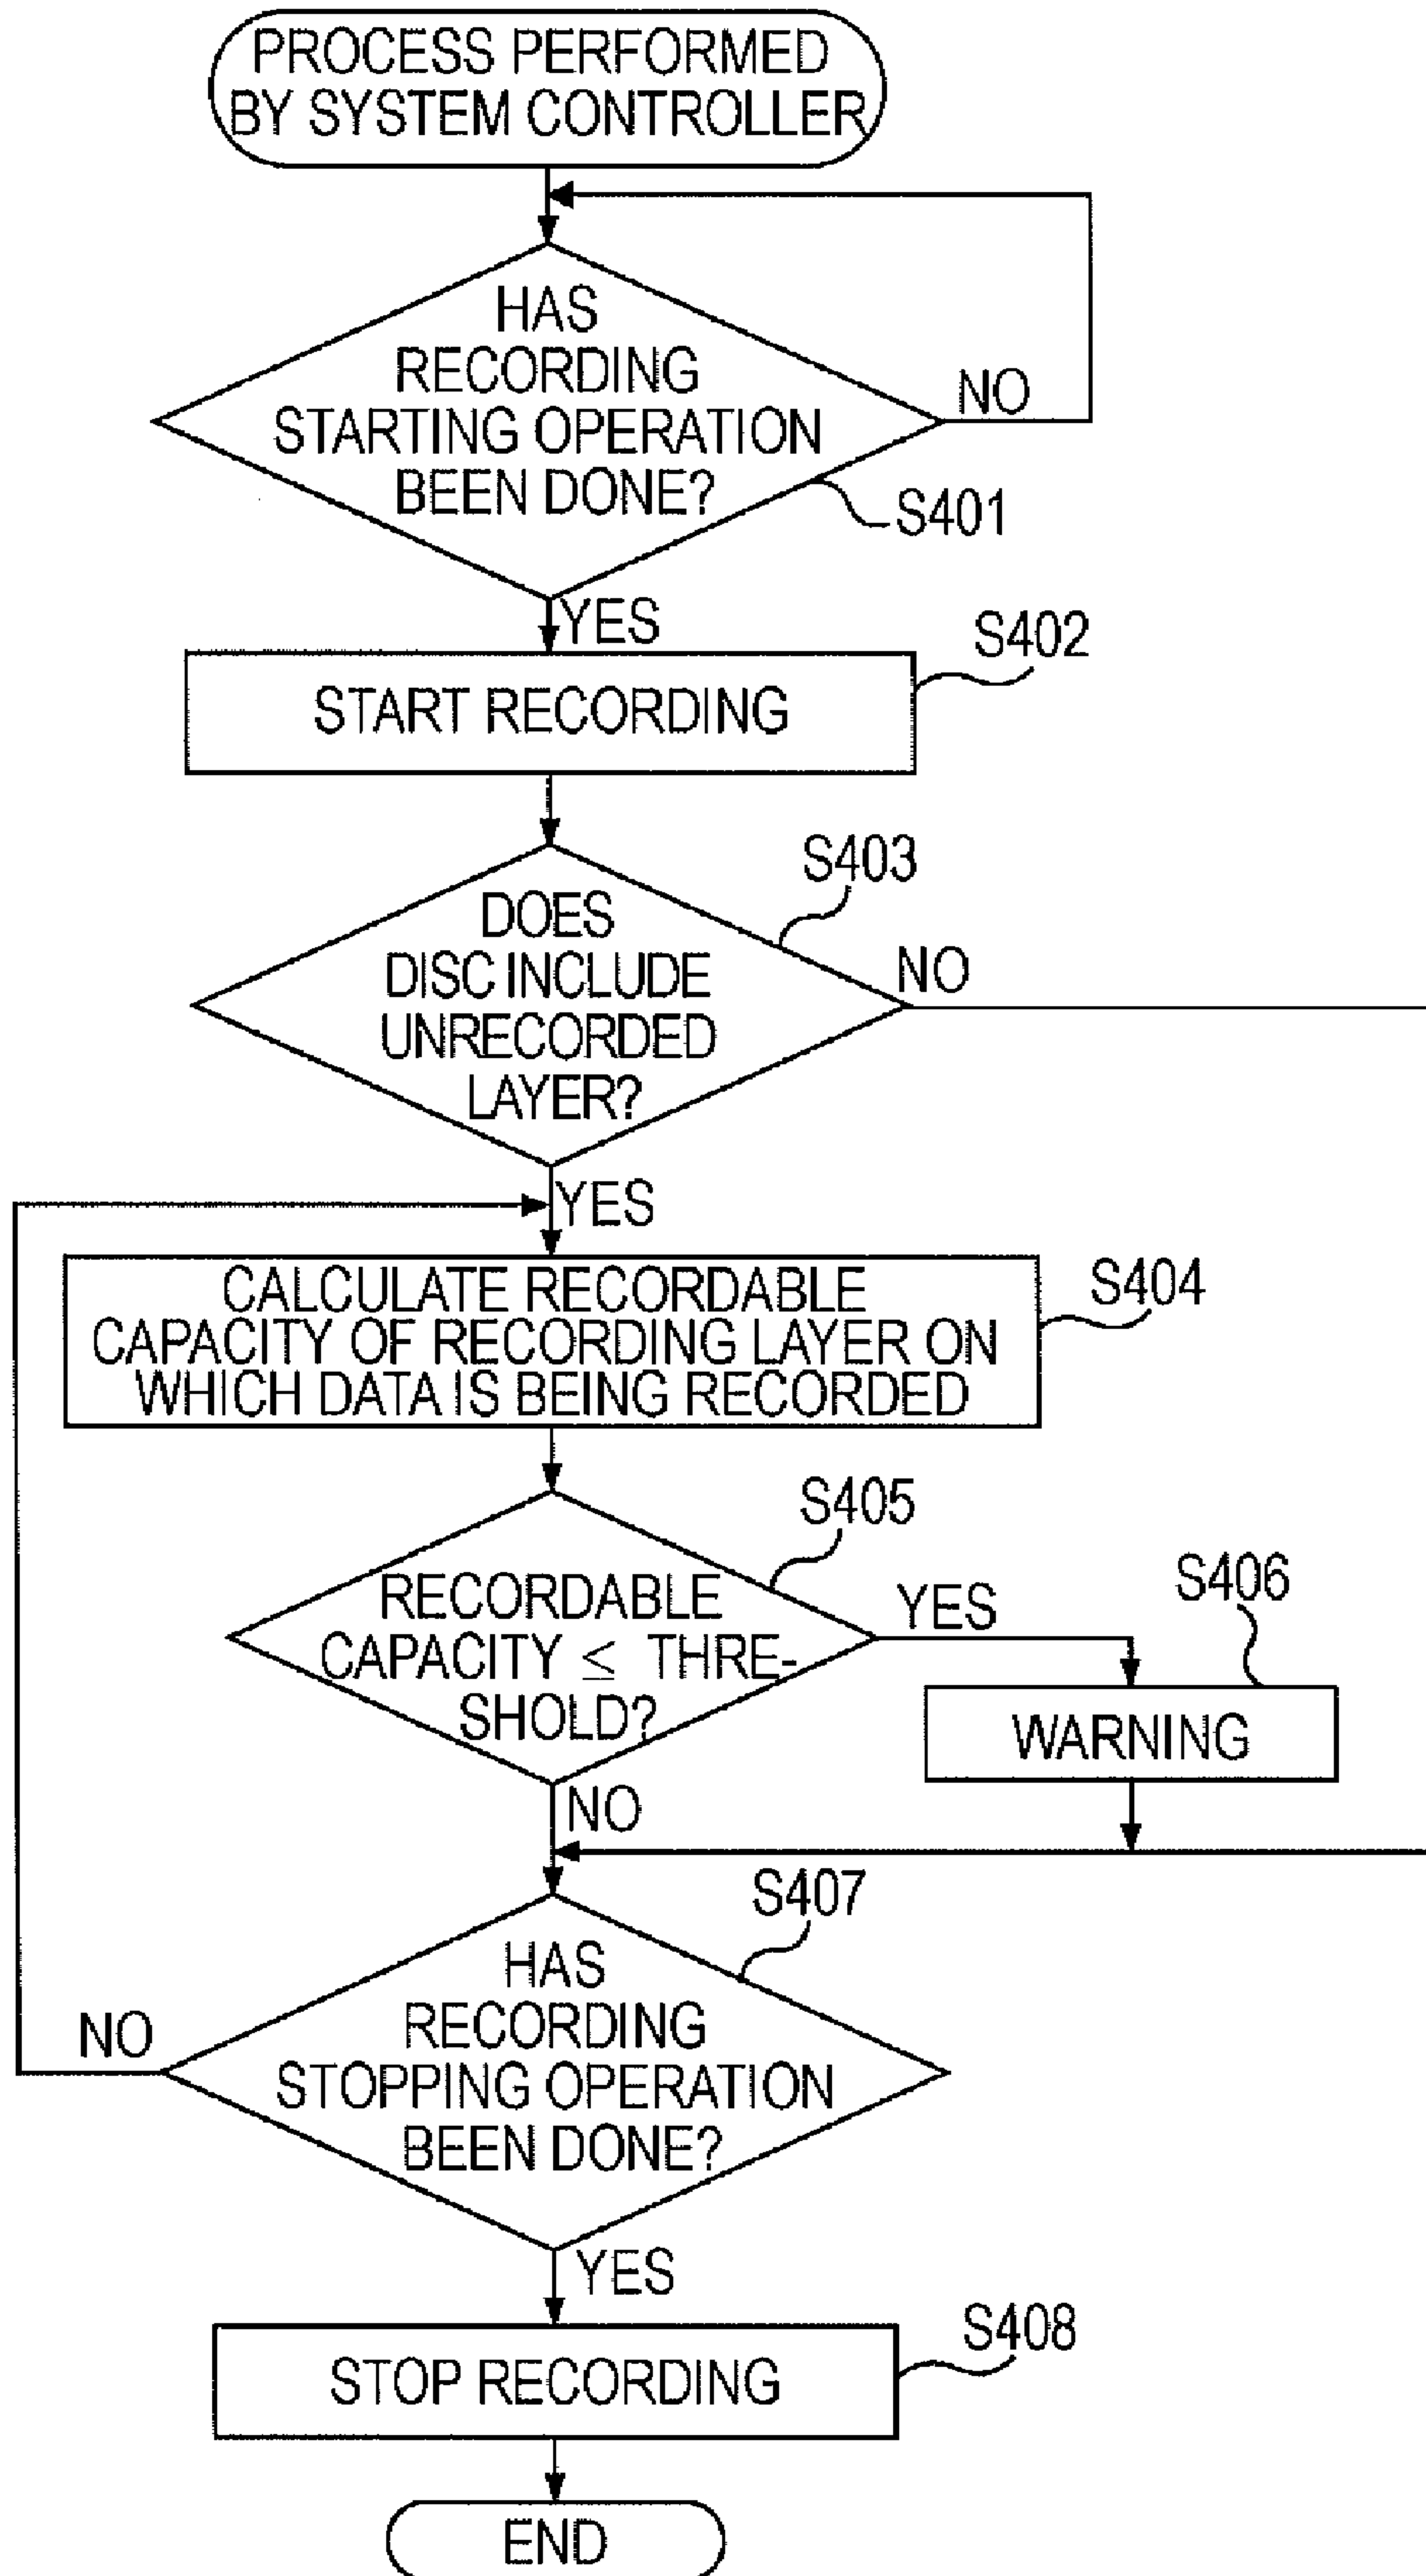 PROCESS PERFORMED
BY SYSTEM CONTROLLER
HAS
RECORDING
STARTING OPERATION
BEEN DONE?
NO
S401
YES
S402
START RECORDING
S403
DOES
DISC INCLUDE
UNRECORDED
LAYER?
NO
YES
S404
CALCULATE RECORDABLE
CAPACITY OF RECORDING LAYER ON
WHICH DATA IS BEING RECORDED
S405
RECORDABLE
CAPACITY ≤ THRE-
SHOLD?
YES
S406
WARNING
NO
S407
HAS
RECORDING
STOPPING OPERATION
BEEN DONE?
NO
YES
S408
STOP RECORDING
END